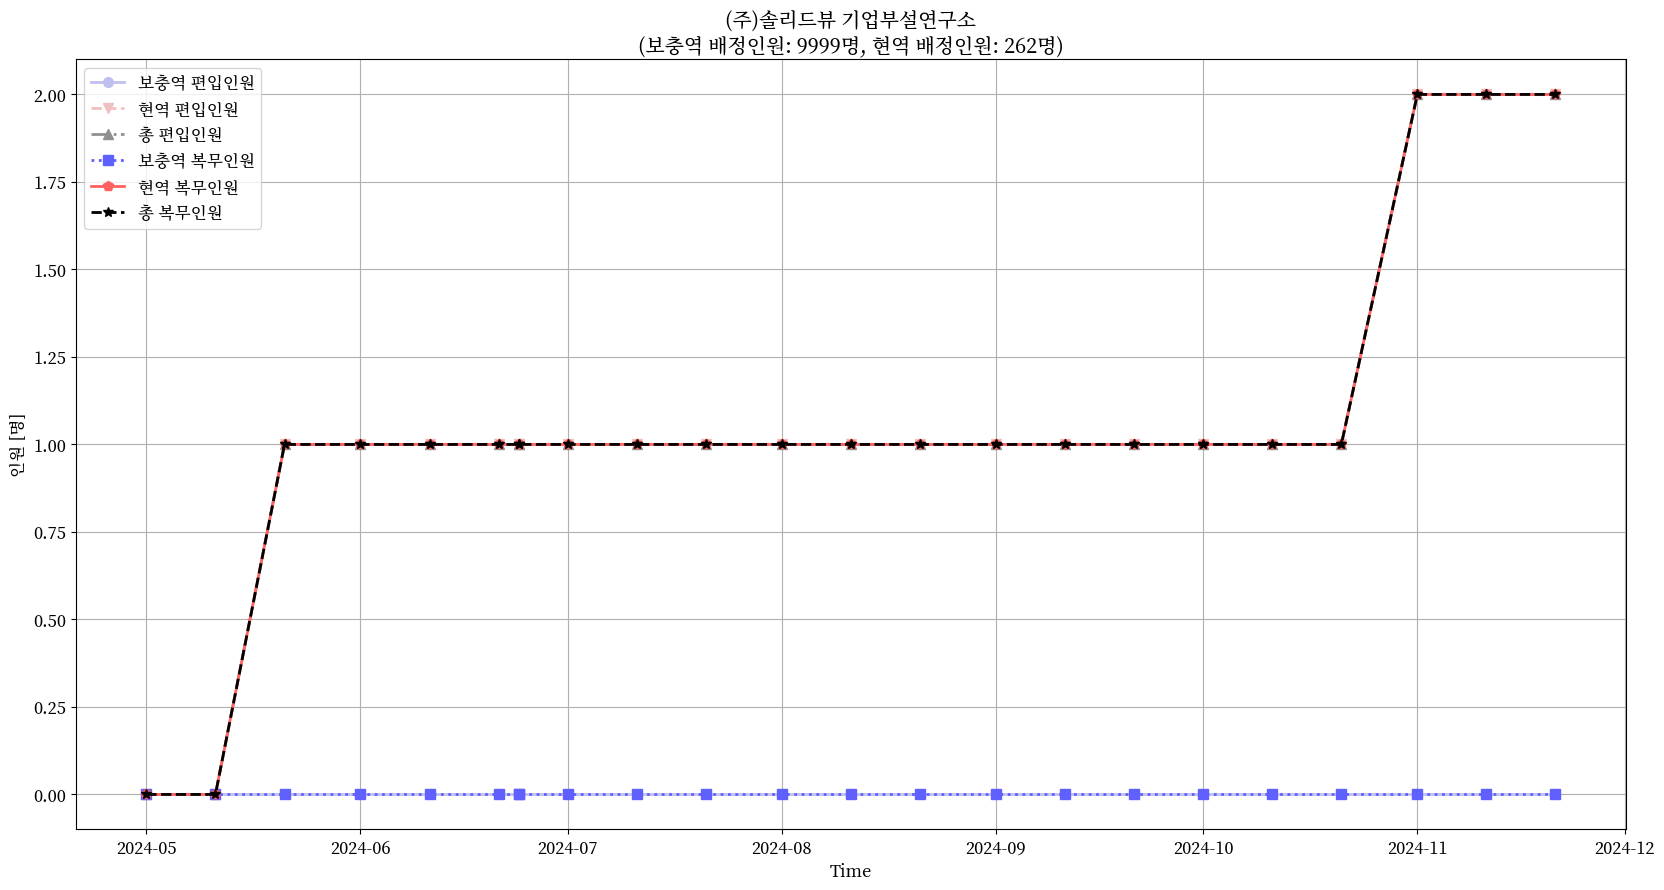 (주)솔리드뷰 기업부설연구소
(보충역 배정인원: 9999명, 현역 배정인원: 262명)
보충역 편입인원
현역 편입인원
총 편입인원
보충역 복무인원
현역 복무인원
총 복무인원
2.00
1.75
1.50
1.25
1.00
0.75
0.50
0.25
0.00
인원 [명]
2024-05 2024-06 2024-07 2024-08 2024-09 2024-10 2024-11 2024-12
Time